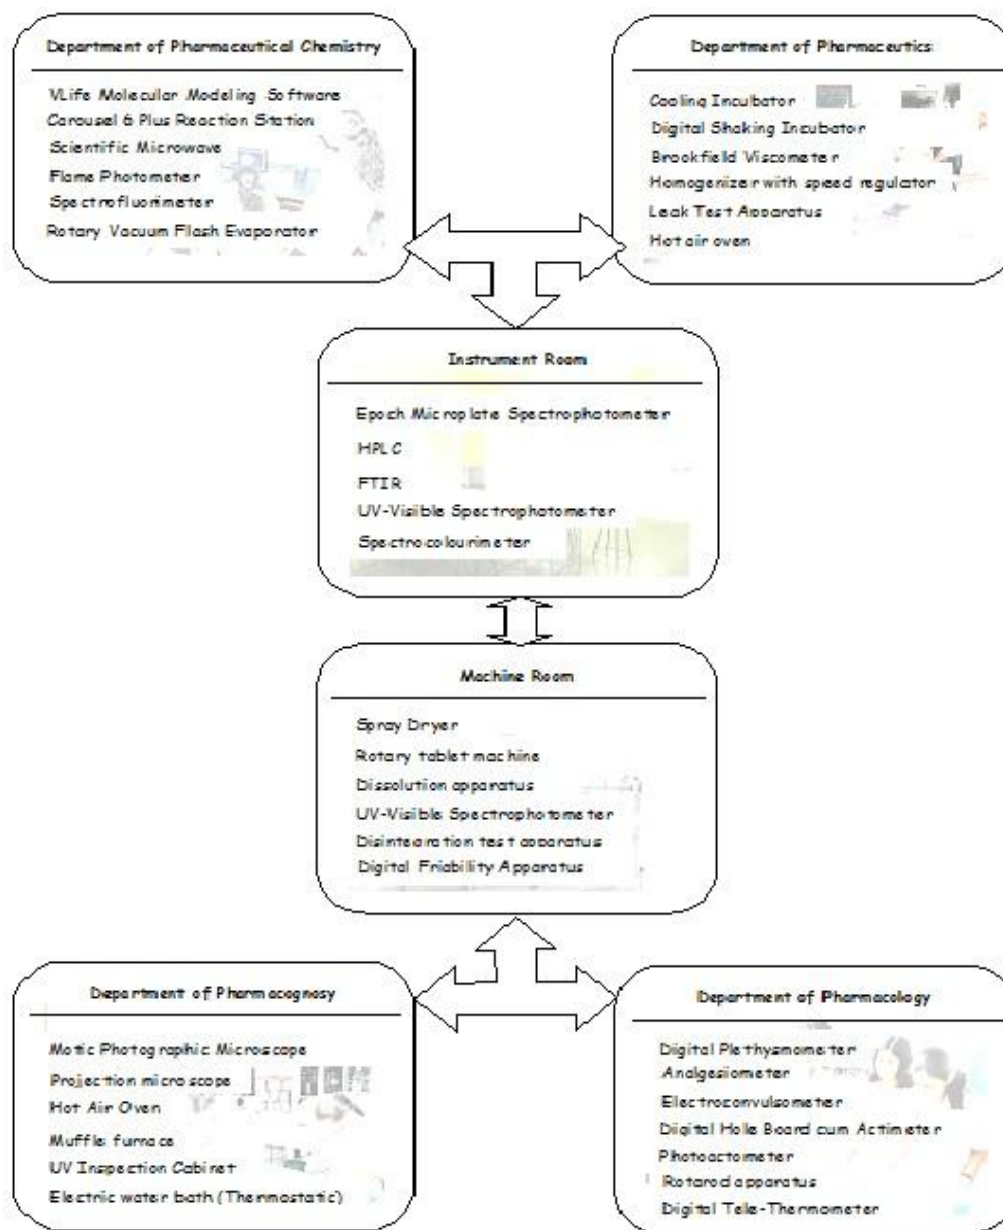 Department of Pharmaceutical Chemistry
VLife Molecular Modeling Software
Carousel 6 Plus Reaction Station
Scientific Microwave
Flame Photometer
Spectrofluorimeter
Rotary Vacuum Flash Evaporator
Department of Pharmaceutics
Cooling Incubator
Digital Shaking Incubator
Brookfield Viscometer
Homogenizer with speed regulator
Leak Test Apparatus
Hot air oven
Instrument Room
Epoch Microplate Spectrophotometer
HPLC
FTIR
UV-Visible Spectrophotometer
Spectrocolourimeter
Machine Room
Spray Dryer
Rotary tablet machine
Dissolution apparatus
UV-Visible Spectrophotometer
Disintegration test apparatus
Digital Friability Apparatus
Department of Pharmacognosy
Motic Photographic Microscope
Projection microscope
Hot Air Oven
Muffle furnace
UV Inspection Cabinet
Electric water bath (Thermostatic)
Department of Pharmacology
Digital Plethysmometer
Analgesiometer
Electroconvulsometer
Digital Hole Board cum Actimeter
Photoactometer
Rotarod apparatus
Digital Tele-Thermometer